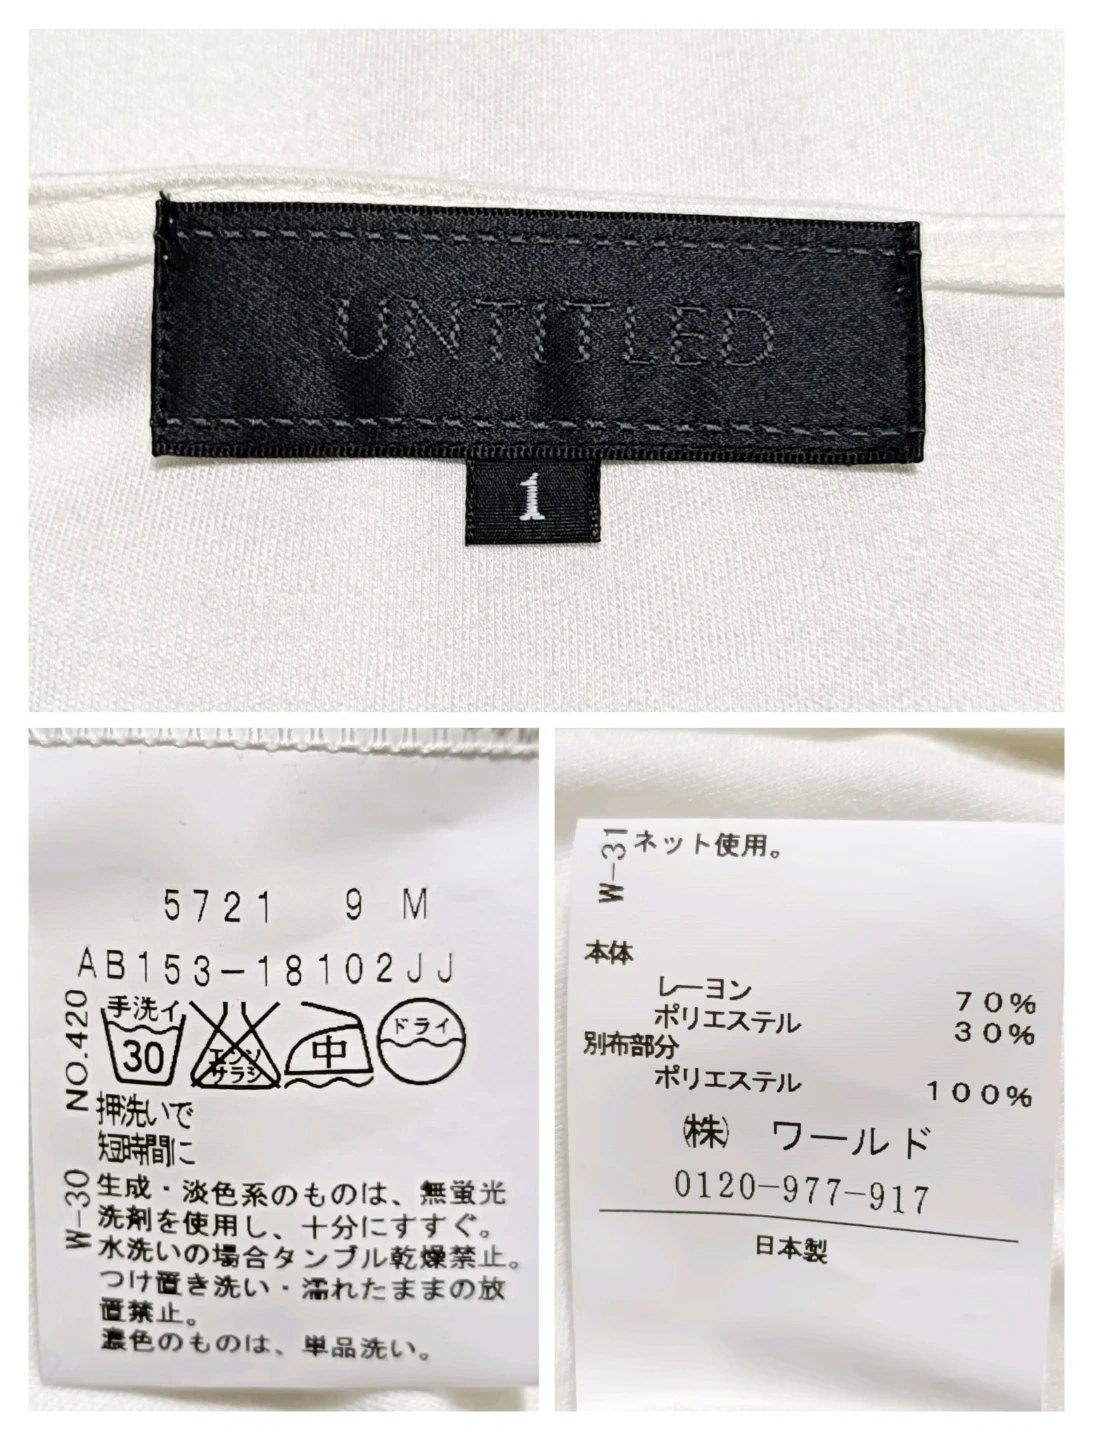 UNTITLED
1
5721 9 M
AB153-18102JJ
手洗イ
30
エンソ
サラシ
中
ドライ
NO.420
押洗いで
短時間に
W-30
生成・淡色系のものは、無蛍光
洗剤を使用し、十分にすすぐ。
水洗いの場合タンブル乾燥禁止。
つけ置き洗い・濡れたままの放
置禁止。
濃色のものは、単品洗い。
W-31
ネット使用。
本体
レーヨン 70%
ポリエステル 30%
別布部分
ポリエステル 100%
㈱ ワールド
0120-977-917
日本製